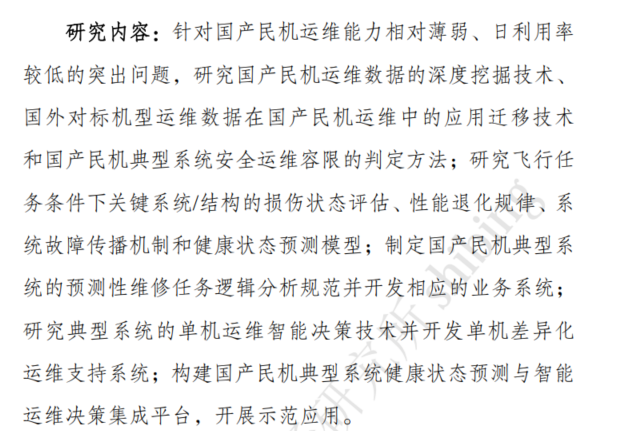 研究内容：针对国产民机运维能力相对薄弱、日利用率
较低的突出问题，研究国产民机运维数据的深度挖掘技术、
国外对标机型运维数据在国产民机运维中的应用迁移技术
和国产民机典型系统安全运维容限的判定方法；研究飞行任
务条件下关键系统/结构的损伤状态评估、性能退化规律、系
统故障传播机制和健康状态预测模型；制定国产民机典型系
统的预测性维修任务逻辑分析规范并开发相应的业务系统；
研究典型系统的单机运维智能决策技术并开发单机差异化
运维支持系统；构建国产民机典型系统健康状态预测与智能
运维决策集成平台，开展示范应用。
研究所 shining